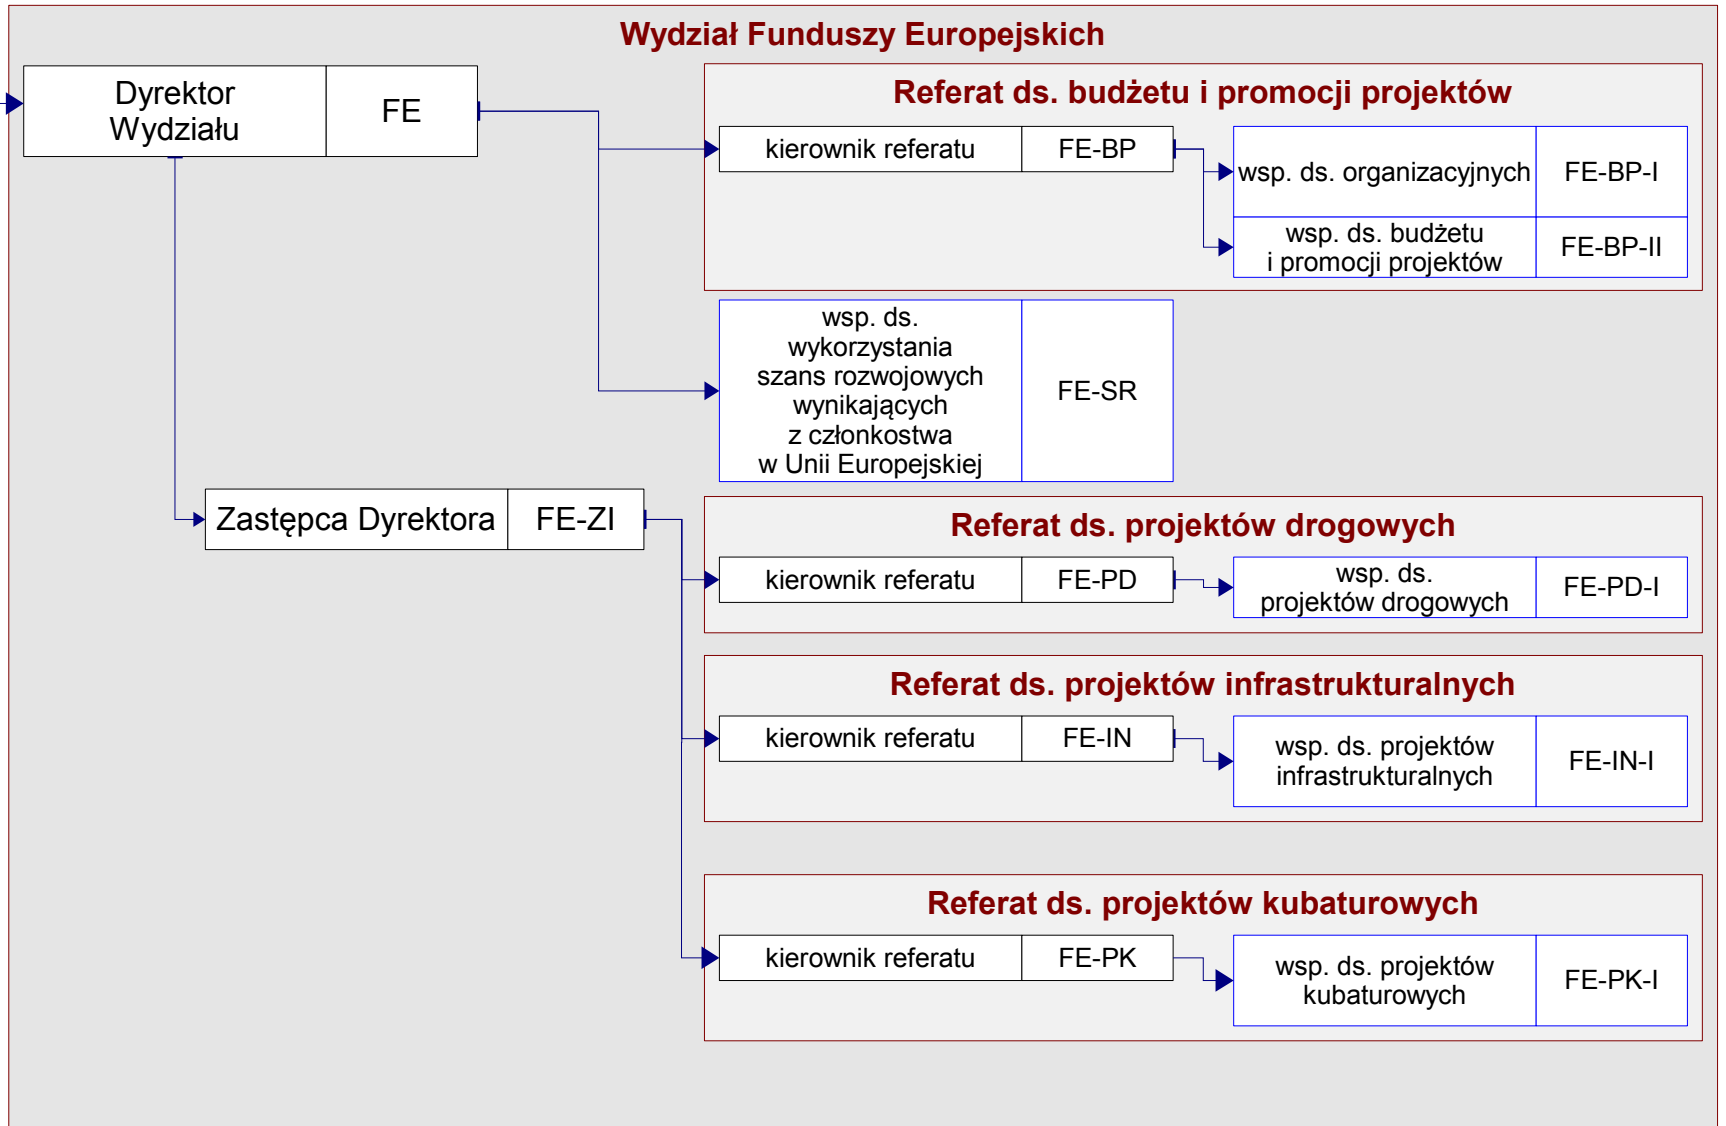 Wydział Funduszy Europejskich
Dyrektor
Wydziału
FE
Referat ds. budżetu i promocji projektów
kierownik referatu
FE-BP
wsp. ds. organizacyjnych
FE-BP-I
wsp. ds. budżetu
i promocji projektów
FE-BP-II
wsp. ds.
wykorzystania
szans rozwojowych
wynikających
z członkostwa
w Unii Europejskiej
FE-SR
Zastępca Dyrektora
FE-ZI
Referat ds. projektów drogowych
kierownik referatu
FE-PD
wsp. ds.
projektów drogowych
FE-PD-I
Referat ds. projektów infrastrukturalnych
kierownik referatu
FE-IN
wsp. ds. projektów
infrastrukturalnych
FE-IN-I
Referat ds. projektów kubaturowych
kierownik referatu
FE-PK
wsp. ds. projektów
kubaturowych
FE-PK-I